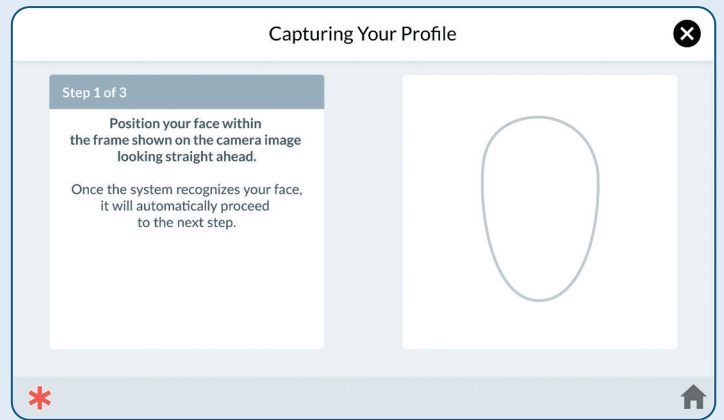 Capturing Your Profile
Step 1 of 3
Position your face within
the frame shown on the camera image
looking straight ahead.
Once the system recognizes your face,
it will automatically proceed
to the next step.